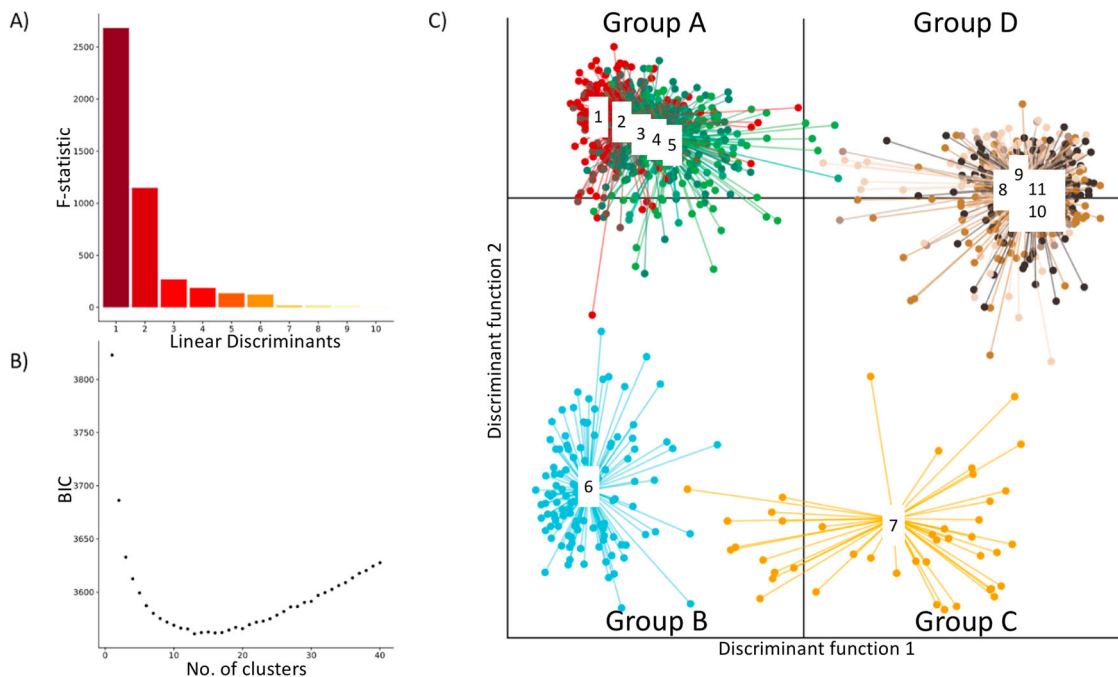 A)
2500
2000
1500
1000
500
0
F-statistic
1 2 3 4 5 6 7 8 9 10
Linear Discriminants
B)
3800
3750
3700
3650
3600
BIC
0 10 20 30 40
No. of clusters
C)
Group A Group D
1 2 3 4 5
8 9 11
10
Discriminant function 2
6
7
Group B Group C
Discriminant function 1